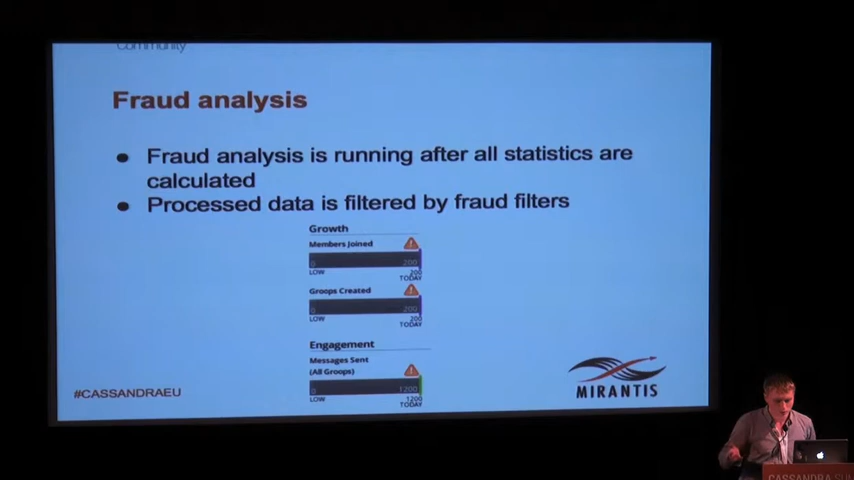 Community
Fraud analysis
● Fraud analysis is running after all statistics are
calculated
● Processed data is filtered by fraud filters
Growth
Members Joined
0 200
LOW 200
TODAY
Groops Created
0 200
LOW 200
TODAY
Engagement
Messages Sent
(All Groops)
0 1200
LOW 1200
TODAY
#CASSANDRAEU
MIRANTIS
CASSANDRA SUM